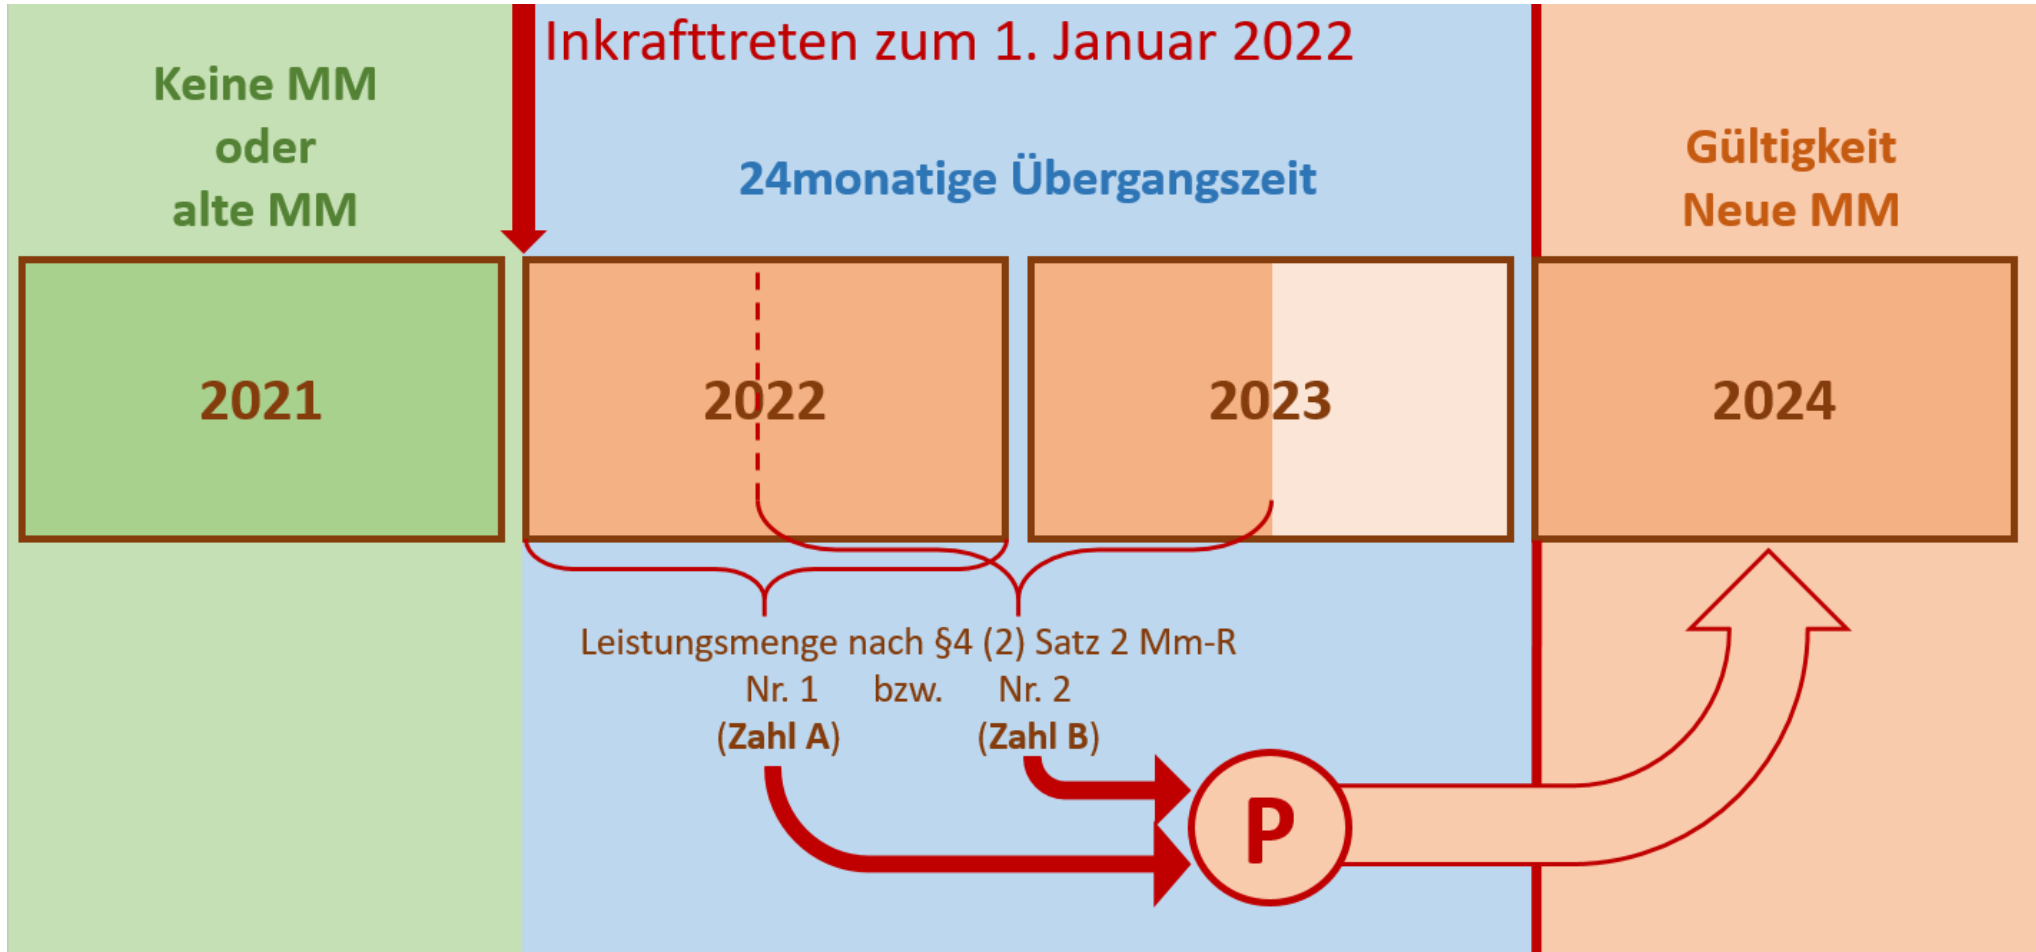 Inkrafttreten zum 1. Januar 2022
Keine MM
oder
alte MM
24monatige Übergangszeit
Gültigkeit
Neue MM
2021
2022
2023
2024
Leistungsmenge nach §4 (2) Satz 2 Mm-R
Nr. 1 bzw. Nr. 2
(Zahl A) (Zahl B)
P